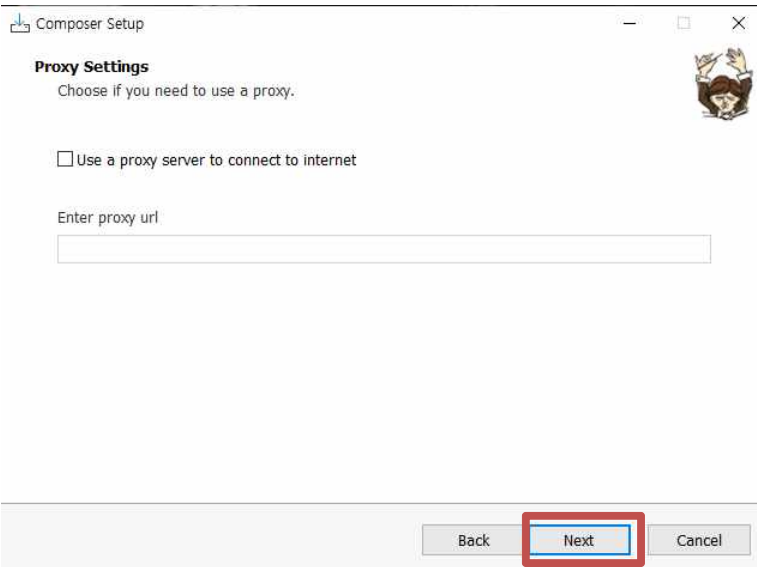 Composer Setup
Proxy Settings
Choose if you need to use a proxy.
Use a proxy server to connect to internet
Enter proxy url
Back Next Cancel